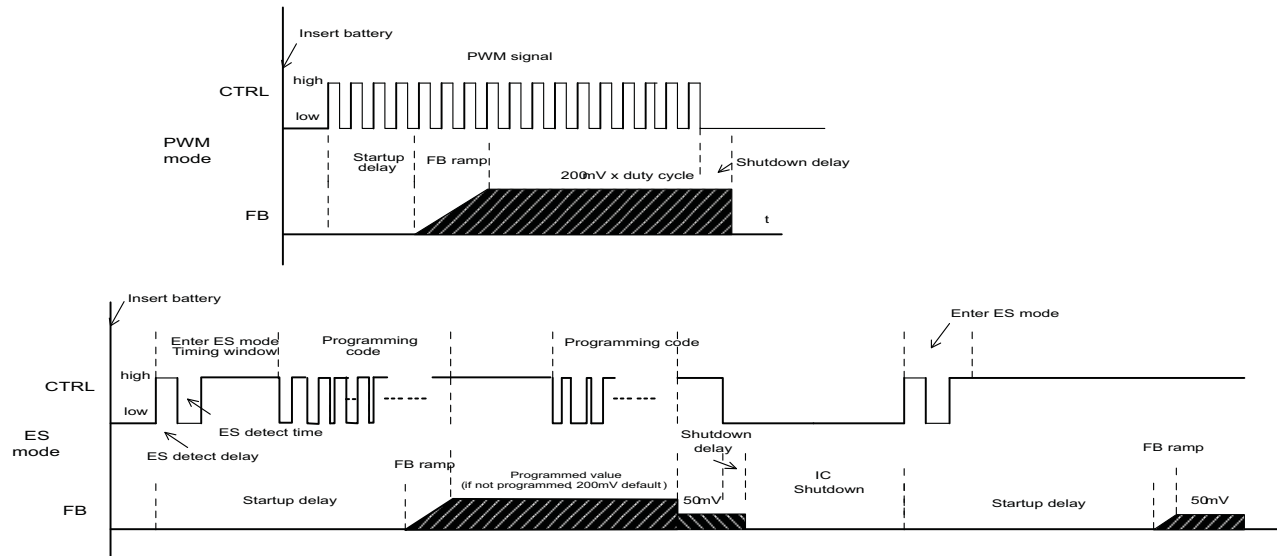 Insert battery
PWM signal
high
CTRL
low
PWM
mode
Startup
delay
FB ramp
Shutdown delay
200mV x duty cycle
FB
t
Insert battery
Enter ES mode
Enter ES mode
Timing window
Programming
code
Programming code
high
CTRL
low
ES detect time
ES
mode
ES detect delay
Shutdown
delay
FB ramp
FB ramp
Programmed value
(if not programmed, 200mV default)
50mV
IC
Shutdown
Startup delay
Startup delay
50mV
FB